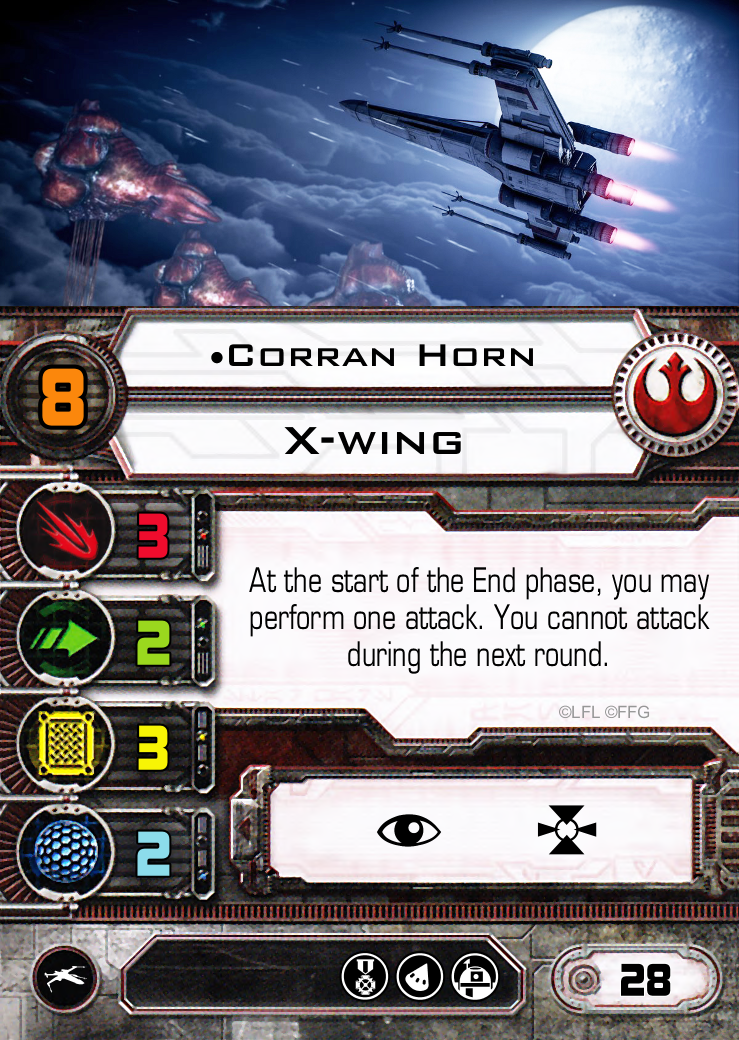 •Corran Horn
8
X-wing
3
At the start of the End phase, you may
perform one attack. You cannot attack
during the next round.
2
©LFL ©FFG
3
2
28